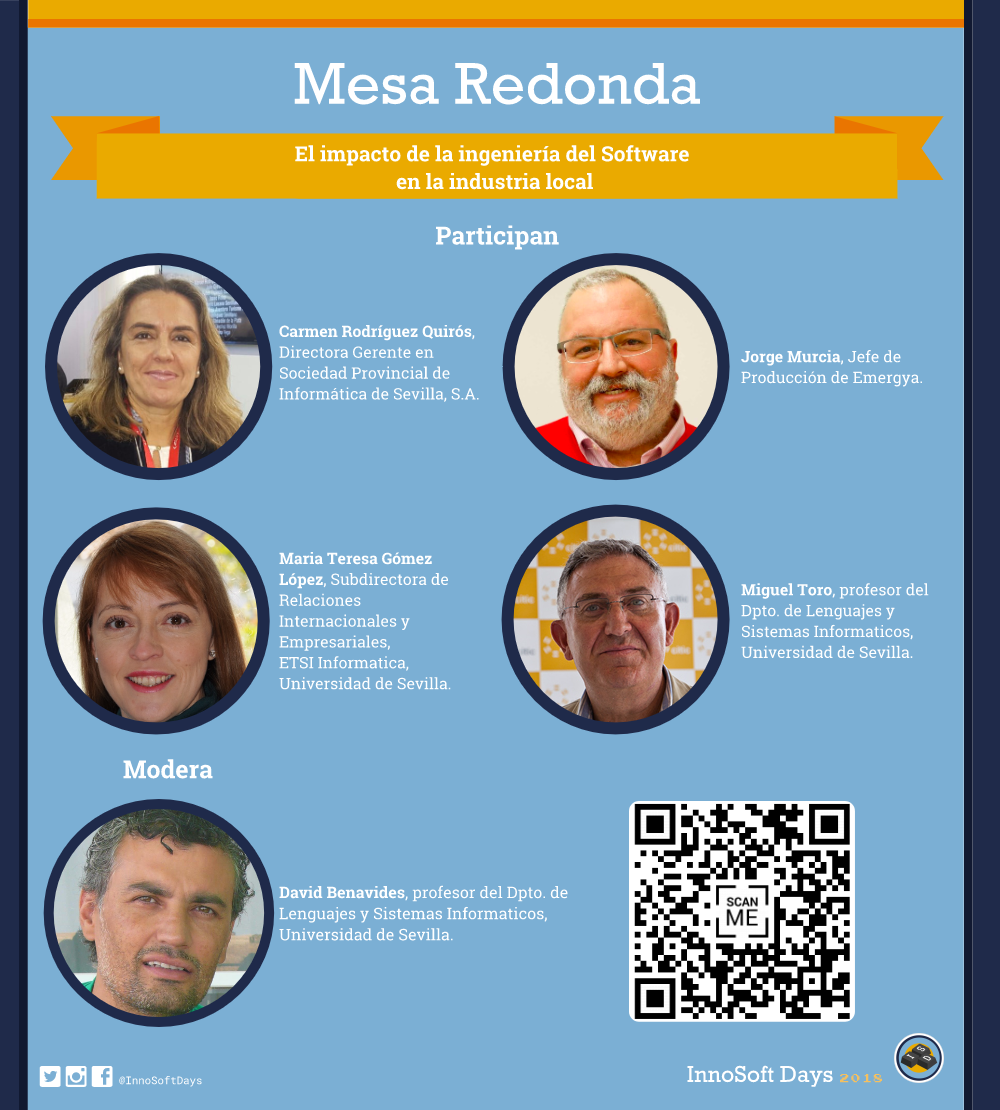 Mesa Redonda
El impacto de la ingeniería del Software
en la industria local
Participan
Carmen Rodríguez Quirós,
Directora Gerente en
Sociedad Provincial de
Informática de Sevilla, S.A.
Jorge Murcia, Jefe de
Producción de Emergya.
Maria Teresa Gómez
López, Subdirectora de
Relaciones
Internacionales y
Empresariales,
ETSI Informatica,
Universidad de Sevilla.
Miguel Toro, profesor del
Dpto. de Lenguajes y
Sistemas Informaticos,
Universidad de Sevilla.
Modera
David Benavides, profesor del Dpto. de
Lenguajes y Sistemas Informaticos,
Universidad de Sevilla.
SCAN
ME
@InnoSoftDays
InnoSoft Days 2018